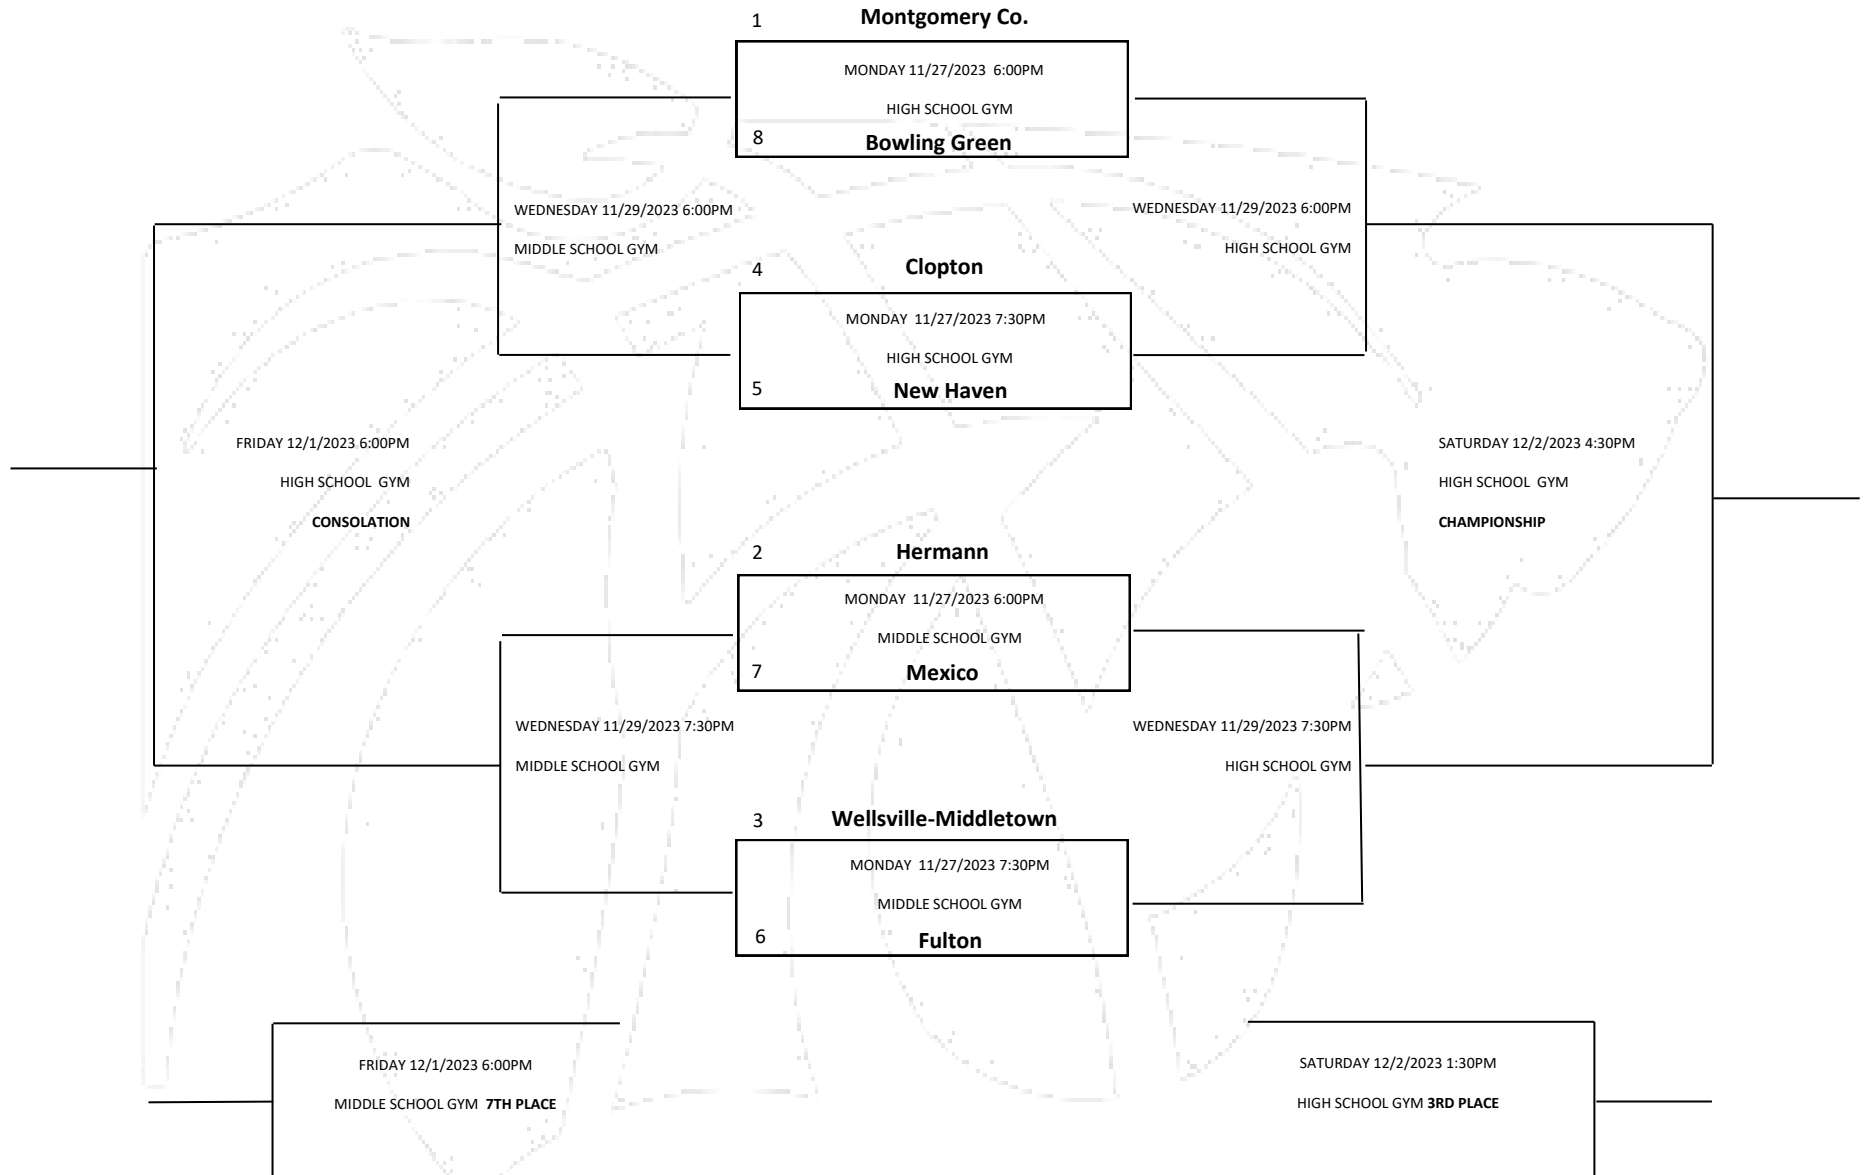 1 Montgomery Co.
MONDAY 11/27/2023 6:00PM
HIGH SCHOOL GYM
8 Bowling Green
WEDNESDAY 11/29/2023 6:00PM
MIDDLE SCHOOL GYM
WEDNESDAY 11/29/2023 6:00PM
HIGH SCHOOL GYM
4 Clopton
MONDAY 11/27/2023 7:30PM
HIGH SCHOOL GYM
5 New Haven
FRIDAY 12/1/2023 6:00PM
HIGH SCHOOL GYM
CONSOLATION
SATURDAY 12/2/2023 4:30PM
HIGH SCHOOL GYM
CHAMPIONSHIP
2 Hermann
MONDAY 11/27/2023 6:00PM
MIDDLE SCHOOL GYM
7 Mexico
WEDNESDAY 11/29/2023 7:30PM
MIDDLE SCHOOL GYM
WEDNESDAY 11/29/2023 7:30PM
HIGH SCHOOL GYM
3 Wellsville-Middletown
MONDAY 11/27/2023 7:30PM
MIDDLE SCHOOL GYM
6 Fulton
FRIDAY 12/1/2023 6:00PM
MIDDLE SCHOOL GYM 7TH PLACE
SATURDAY 12/2/2023 1:30PM
HIGH SCHOOL GYM 3RD PLACE